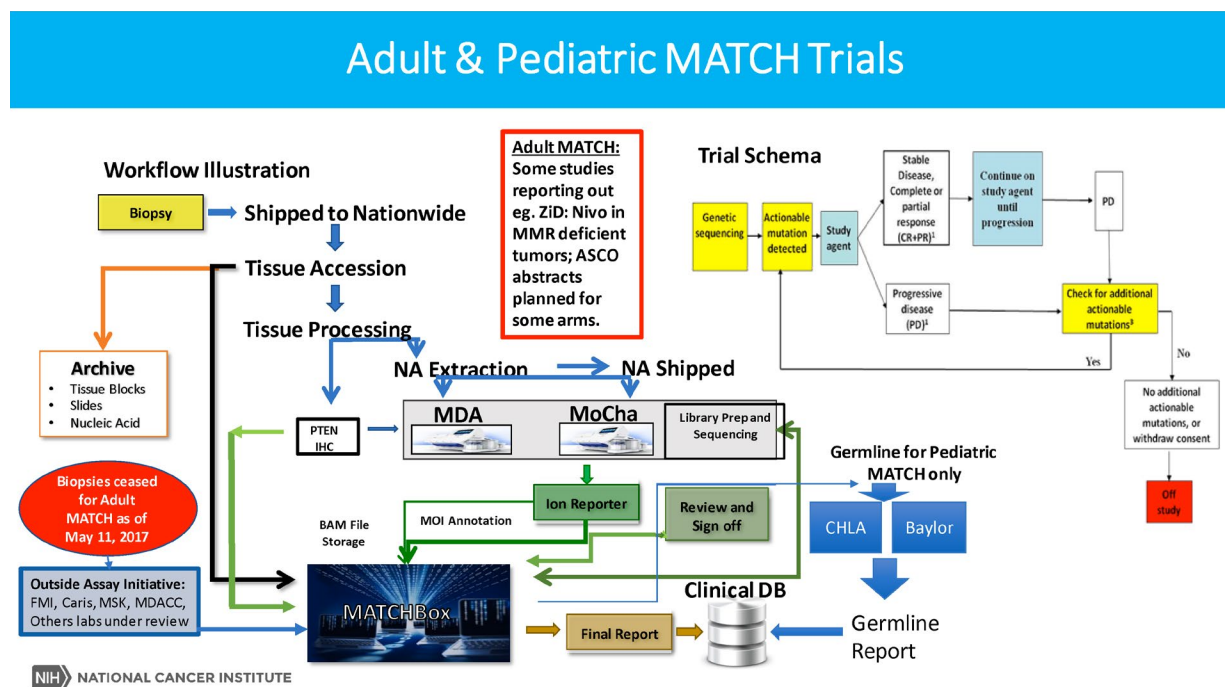 Adult & Pediatric MATCH Trials
Workflow Illustration
Biopsy
Shipped to Nationwide
Tissue Accession
Tissue Processing
Archive
• Tissue Blocks
• Slides
• Nucleic Acid
NA Extraction
NA Shipped
PTEN
IHC
MDA
MoCha
Library Prep and
Sequencing
Adult MATCH:
Some studies
reporting out
eg. ZiD: Nivo in
MMR deficient
tumors; ASCO
abstracts
planned for
some arms.
Trial Schema
Genetic
sequencing
Actionable
mutation
detected
Study
agent
Stable
Disease,
Complete or
partial
response
(CR+PR)1
Continue on
study agent
until
progression
PD
Progressive
disease
(PD)1
Check for additional
actionable
mutations3
Yes
No
No additional
actionable
mutations, or
withdraw consent
Off
study
Biopsies ceased
for Adult
MATCH as of
May 11, 2017
Outside Assay Initiative:
FMI, Caris, MSK, MDACC,
Others labs under review
BAM File
Storage
MOI Annotation
Ion Reporter
Review and
Sign off
MATCHBox
Final Report
Clinical DB
Germline for Pediatric
MATCH only
CHLA
Baylor
Germline
Report
NIH NATIONAL CANCER INSTITUTE